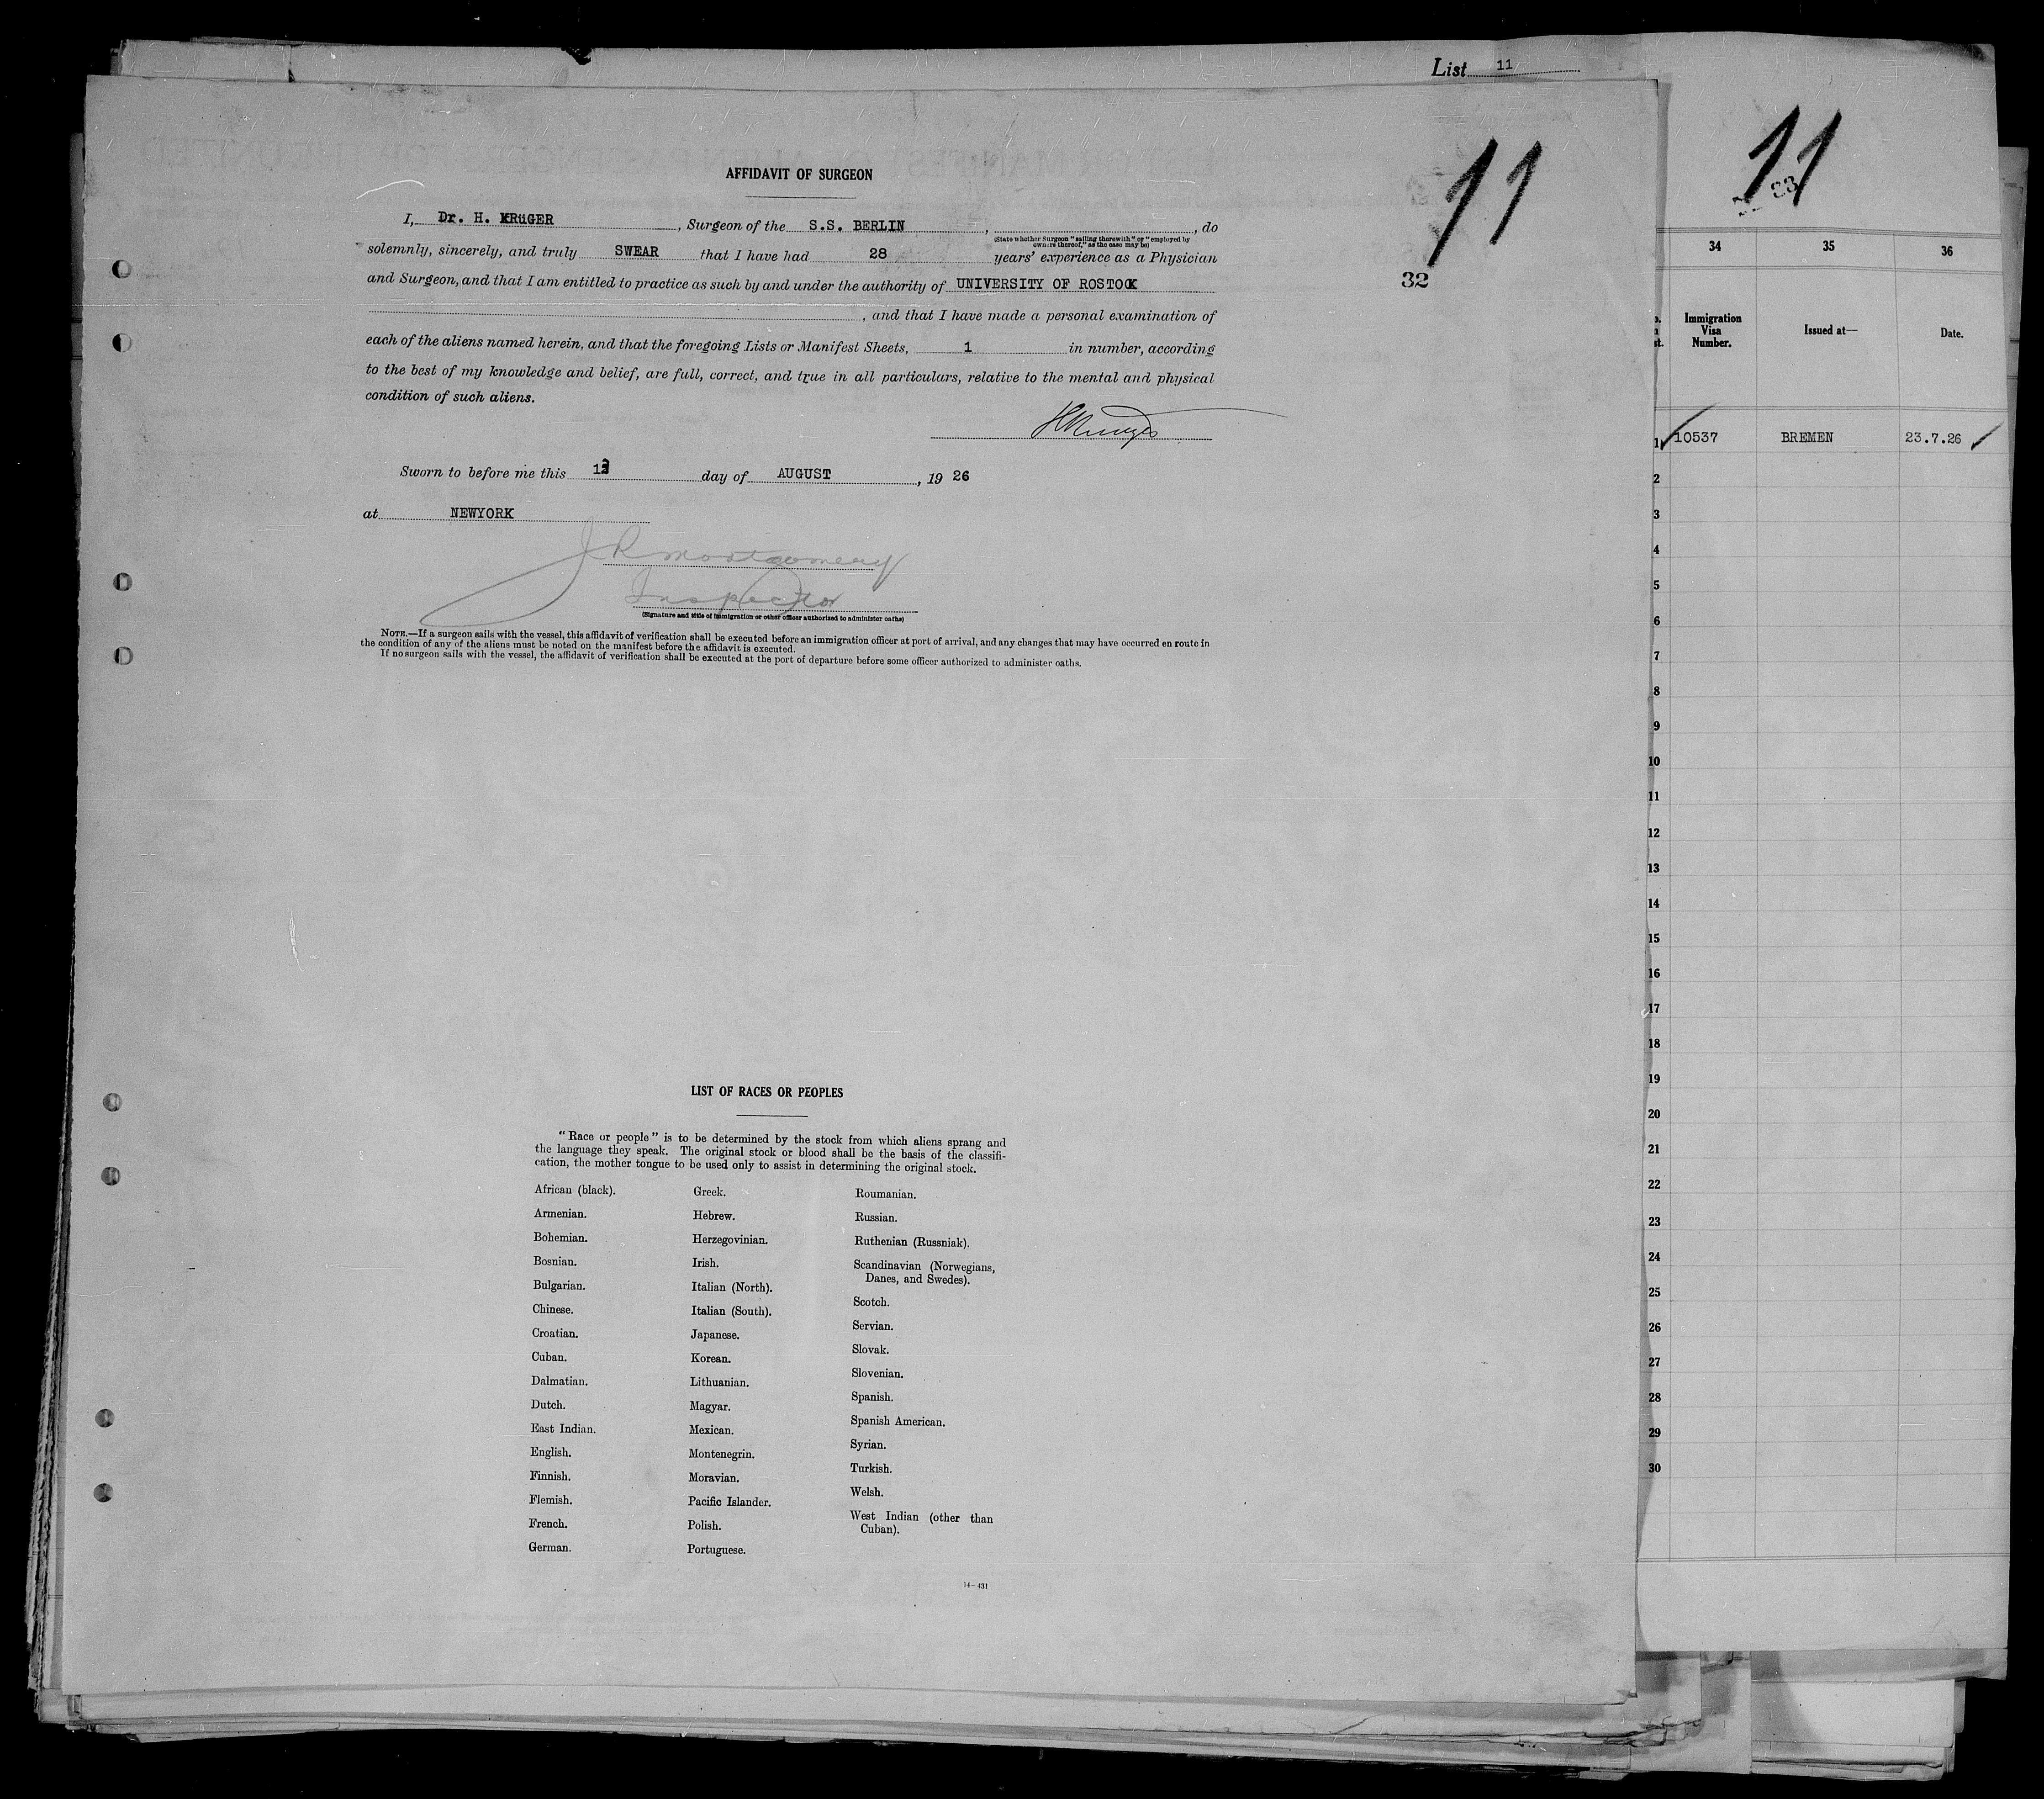 List 11
11
AFFIDAVIT OF SURGEON
I, Dr. H. KRüGER, Surgeon of the S.S. BERLIN, , do
(State whether Surgeon "sailing therewith" or "employed by
owners thereof," as the case may be)
solemnly, sincerely, and truly SWEAR that I have had 28 years' experience as a Physician
and Surgeon, and that I am entitled to practice as such by and under the authority of UNIVERSITY OF ROSTOCK
, and that I have made a personal examination of
each of the aliens named herein, and that the foregoing Lists or Manifest Sheets, 1 in number, according
to the best of my knowledge and belief, are full, correct, and true in all particulars, relative to the mental and physical
condition of such aliens.
32
HKruger
Sworn to before me this day of AUGUST, 19 26
at NEWYORK
J R Montgomery
Inspector
(Signature and title of immigration or other officer authorized to administer oaths)
NOTE.—If a surgeon sails with the vessel, this affidavit of verification shall be executed before an immigration officer at port of arrival, and any changes that may have occurred en route in
the condition of any of the aliens must be noted on the manifest before the affidavit is executed.
If no surgeon sails with the vessel, the affidavit of verification shall be executed at the port of departure before some officer authorized to administer oaths.
LIST OF RACES OR PEOPLES
"Race or people" is to be determined by the stock from which aliens sprang and
the language they speak. The original stock or blood shall be the basis of the classifi-
cation, the mother tongue to be used only to assist in determining the original stock.
African (black).
Armenian.
Bohemian.
Bosnian.
Bulgarian.
Chinese.
Croatian.
Cuban.
Dalmatian.
Dutch.
East Indian.
English.
Finnish.
Flemish.
French.
German.
Greek.
Hebrew.
Herzegovinian.
Irish.
Italian (North).
Italian (South).
Japanese.
Korean.
Lithuanian.
Magyar.
Mexican.
Montenegrin.
Moravian.
Pacific Islander.
Polish.
Portuguese.
Roumanian.
Russian.
Ruthenian (Russniak).
Scandinavian (Norwegians,
Danes, and Swedes).
Scotch.
Servian.
Slovak.
Slovenian.
Spanish.
Spanish American.
Syrian.
Turkish.
Welsh.
West Indian (other than
Cuban).
14—431
11
33
34 35 36
Immigration
Visa
Number.
Issued at—
Date.
1 10537 BREMEN 23.7.26
2
3
4
5
6
7
8
9
10
11
12
13
14
15
16
17
18
19
20
21
22
23
24
25
26
27
28
29
30